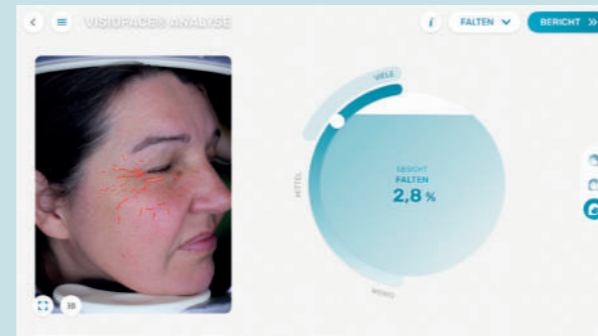 VISIOFACE® ANALYSE
i
FALTEN
BERICHT
VIELE
MITTEL
GESICHT
FALTEN
2,8 %
WENIG
3D